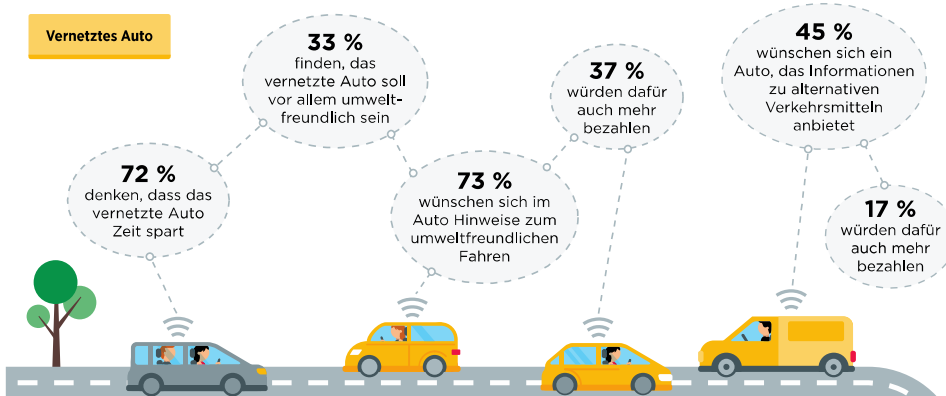 Vernetztes Auto
72 %
denken, dass das
vernetzte Auto
Zeit spart
33 %
finden, das
vernetzte Auto soll
vor allem umwelt-
freundlich sein
73 %
wünschen sich im
Auto Hinweise zum
umweltfreundlichen
Fahren
37 %
würden dafür
auch mehr
bezahlen
45 %
wünschen sich ein
Auto, das Informationen
zu alternativen
Verkehrsmitteln
anbietet
17 %
würden dafür
auch mehr
bezahlen